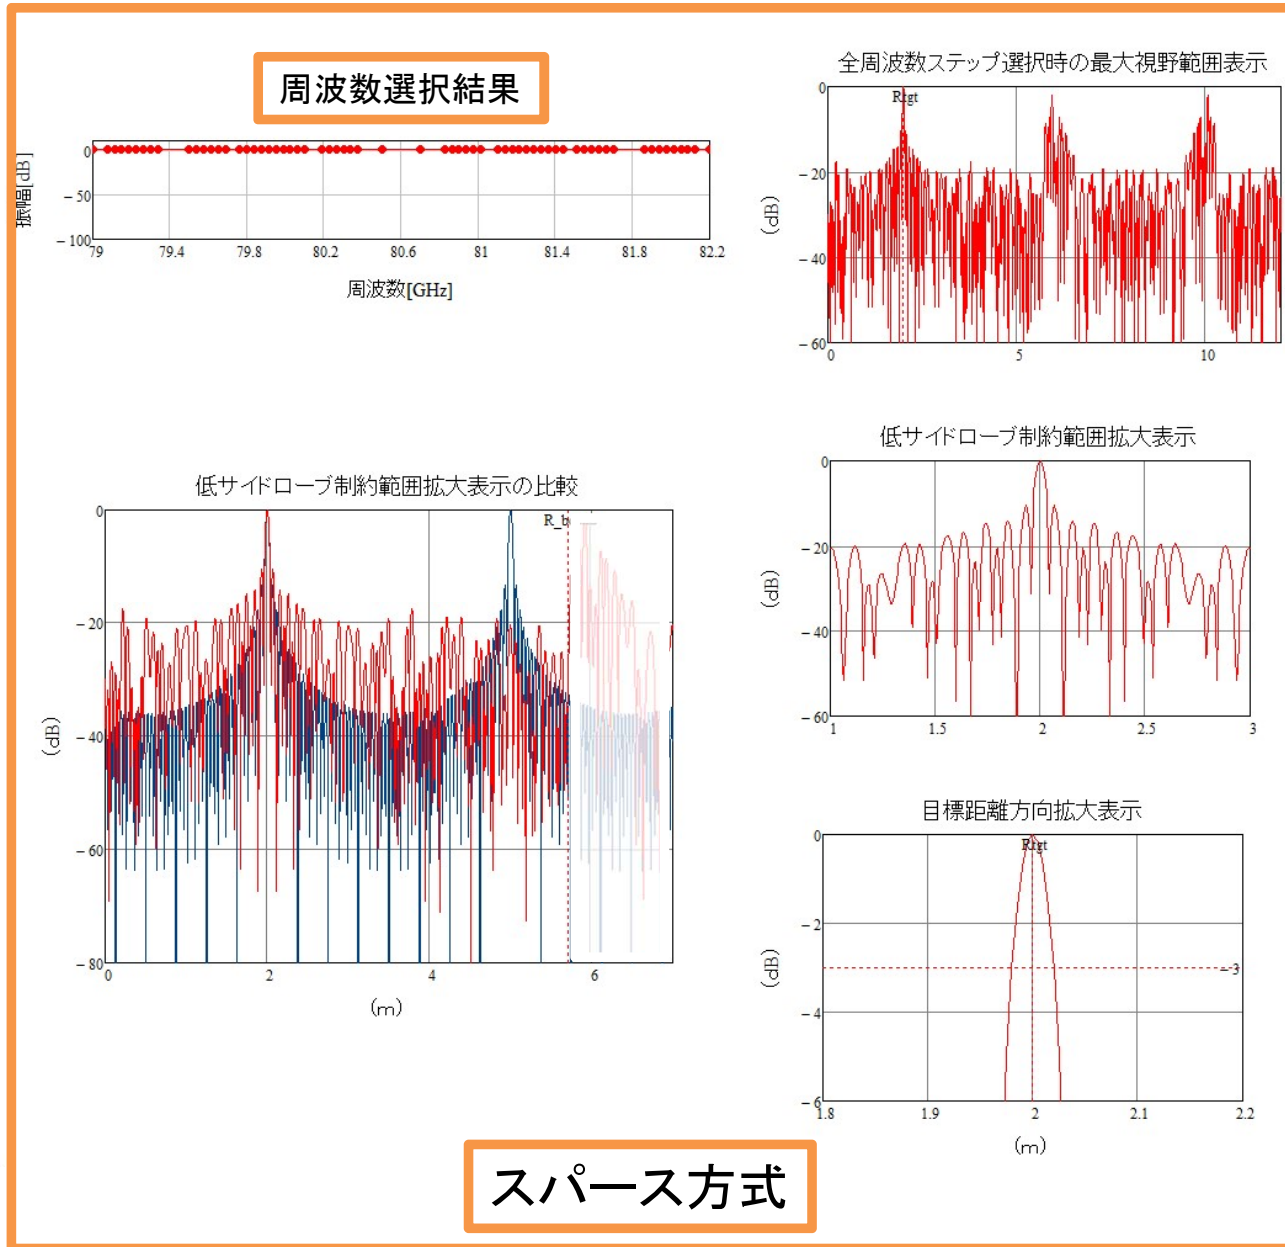 周波数選択結果
0
－50
－100
振幅[dB]
79
79.4
79.8
80.2
80.6
81
81.4
81.8
82.2
周波数[GHz]
全周波数ステップ選択時の最大視野範囲表示
Rtgt
0
－20
－40
－60
(dB)
0
5
10
低サイドローブ制約範囲拡大表示の比較
0
－20
－40
－60
－80
(dB)
0
2
4
6
(m)
低サイドローブ制約範囲拡大表示
0
－20
－40
－60
(dB)
1
1.5
2
2.5
3
目標距離方向拡大表示
Rtgt
0
－2
－4
－6
－3
(dB)
1.8
1.9
2
2.1
2.2
(m)
スパース方式